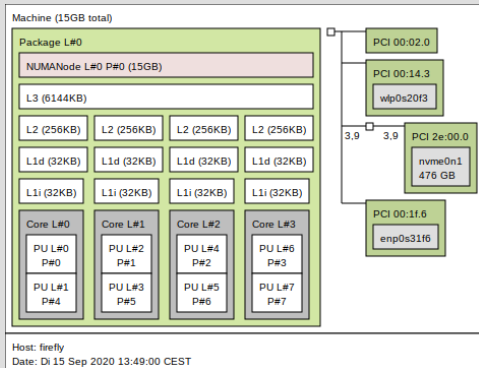 Machine (15GB total)
Package L#0
NUMANode L#0 P#0 (15GB)
L3 (6144KB)
L2 (256KB) L2 (256KB) L2 (256KB) L2 (256KB)
L1d (32KB) L1d (32KB) L1d (32KB) L1d (32KB)
L1i (32KB) L1i (32KB) L1i (32KB) L1i (32KB)
Core L#0 Core L#1 Core L#2 Core L#3
PU L#0 PU L#2 PU L#4 PU L#6
P#0 P#1 P#2 P#3
PU L#1 PU L#3 PU L#5 PU L#7
P#4 P#5 P#6 P#7
PCI 00:02.0
PCI 00:14.3
wlp0s20f3
3,9 3,9 PCI 2e:00.0
nvme0n1
476 GB
PCI 00:1f.6
enp0s31f6
Host: firefly
Date: Di 15 Sep 2020 13:49:00 CEST